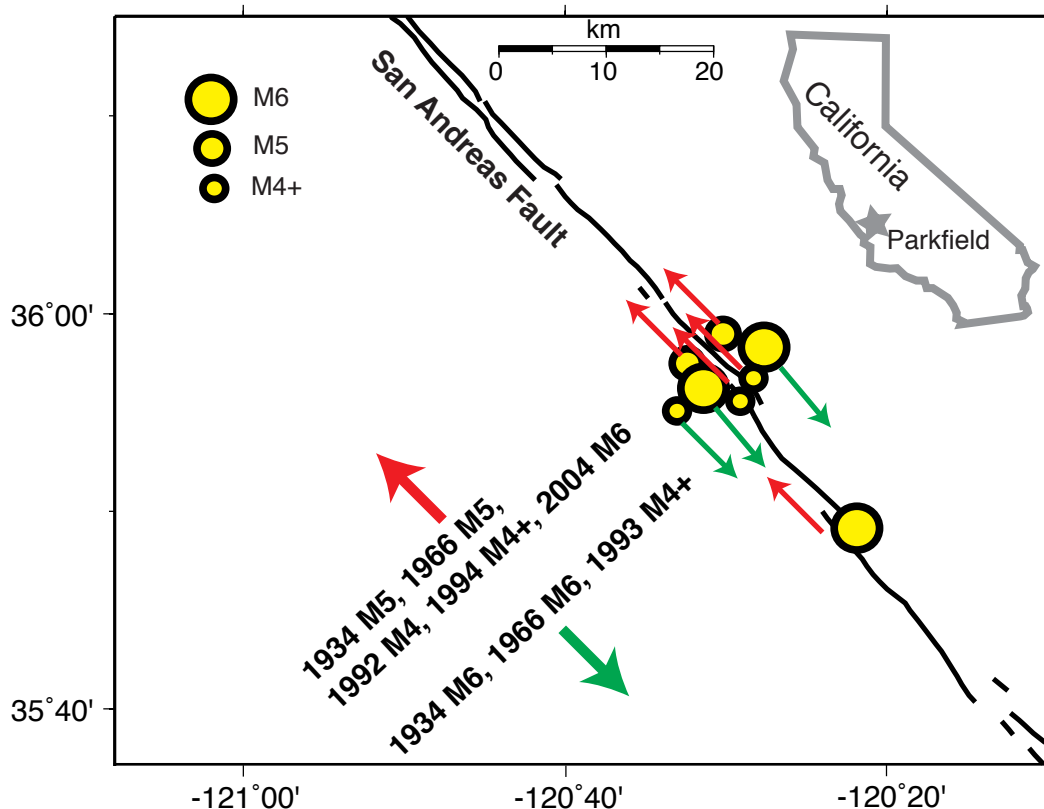 km
0 10 20
M6
M5
M4+
San Andreas Fault
California
Parkfield
36°00'
35°40'
1934 M5, 1966 M5,
1992 M4, 1994 M4+, 2004 M6
1934 M6, 1966 M6, 1993 M4+
-121°00' -120°40' -120°20'